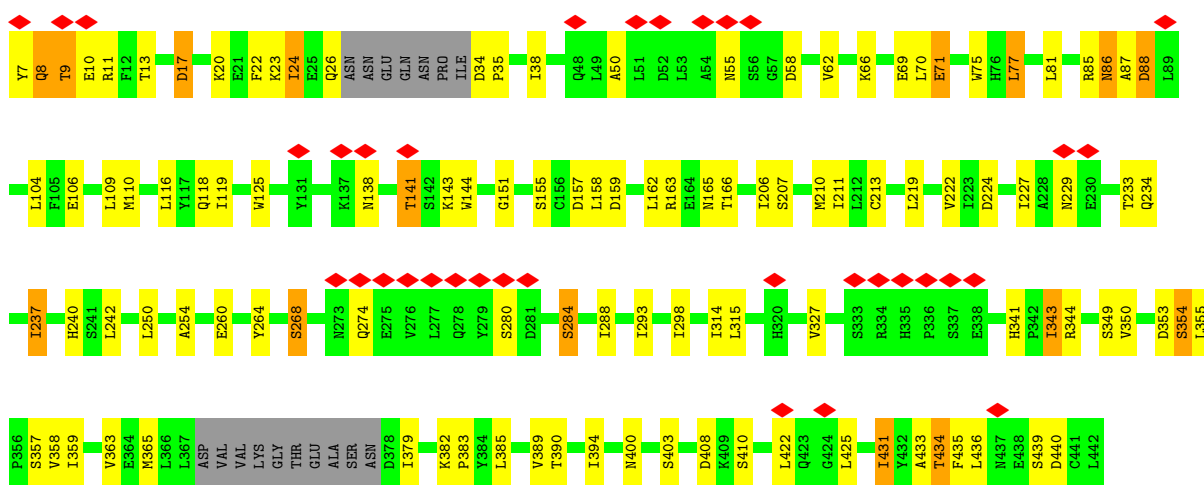 Y7 Q8 T9 E10 R11 F12 T13 D17 K20 E21 F22 K23 I24 E25 Q26 ASN ASN GLU GLN ASN PRO ILE D34 P35 I38 Q48 L49 A50 L51 D52 L53 A54 N55 S56 G57 D58 V62 K66 E69 L70 E71 W75 H76 L77 L81 R85 N86 A87 D88 L89
L104 F105 E106 L109 M110 L116 Y117 Q118 I119 W125 Y131 K137 N138 T141 S142 K143 W144 G151 S155 C156 D157 L158 D159 L162 R163 E164 N165 T166 I206 S207 M210 I211 L212 C213 L219 V222 I223 D224 I227 A228 N229 E230 T233 Q234
I237 H240 S241 L242 L250 A254 E260 Y264 S268 N273 Q274 E275 V276 L277 Q278 Y279 S280 D281 S284 I288 I293 I298 I314 L315 H320 V327 S333 R334 H335 P336 S337 E338 H341 P342 I343 R344 S349 V350 D353 S354 L355
P356 S357 V358 I359 V363 E364 M365 L366 L367 ASP VAL VAL LYS GLY THR GLU ALA SER ASN D378 I379 K382 P383 Y384 L385 V389 T390 I394 N400 S403 D408 K409 S410 L422 Q423 G424 L425 I431 Y432 A433 T434 F435 L436 N437 E438 S439 D440 C441 L442